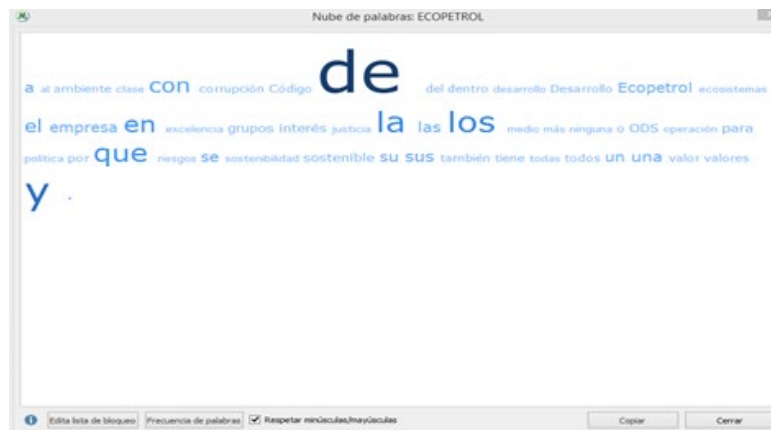 Nube de palabras: ECOPETROL
a al ambiente clase con corrupción Código de del dentro desarrollo Desarrollo Ecopetrol ecosistemas
el empresa en excelencia grupos interés justicia la las los medio más ninguna o ODS operación para
política por que riesgos se sostenibilidad sostenible su sus también tiene todas todos un una valor valores
y .
Edita lista de bloqueo Frecuencia de palabras Respetar minúsculas/mayúsculas Copiar Cerrar